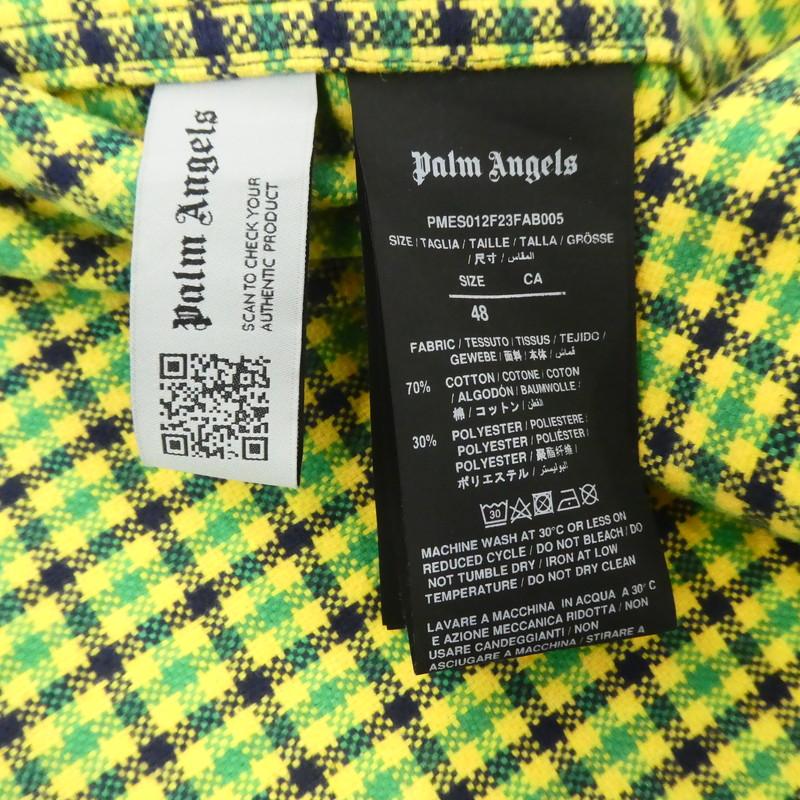 Palm Angels
SCAN TO CHECK YOUR
AUTHENTIC PRODUCT
Palm Angels
PMES012F23FAB005
SIZE / TAGLIA / TAILLE / TALLA / GRÖSSE
/ 尺寸 / المقاس
SIZE CA
48
FABRIC / TESSUTO / TISSUS / TEJIDO /
GEWEBE / 面料 / 本体 / قماش
70% COTTON / COTONE / COTON
/ ALGODÓN / BAUMWOLLE /
棉 / コットン / القطن
30% POLYESTER / POLIESTERE /
POLYESTER / POLIÉSTER /
POLYESTER / 聚酯纤维 /
ポリエステル / البوليستر
30
MACHINE WASH AT 30°C OR LESS ON
REDUCED CYCLE / DO NOT BLEACH / DO
NOT TUMBLE DRY / IRON AT LOW
TEMPERATURE / DO NOT DRY CLEAN
LAVARE A MACCHINA IN ACQUA A 30°C
E AZIONE MECCANICA RIDOTTA / NON
USARE CANDEGGIANTI / NON
ASCIUGARE A MACCHINA / STIRARE A